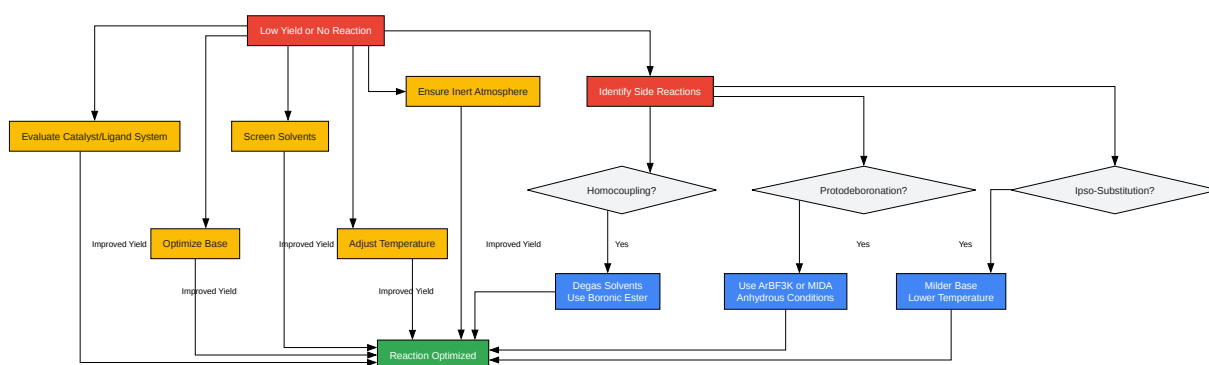 Low Yield or No Reaction
Ensure Inert Atmosphere
Identify Side Reactions
Evaluate Catalyst/Ligand System
Screen Solvents
Homocoupling?
Protodeboronation?
Ipso-Substitution?
Improved Yield
Optimize Base
Improved Yield
Adjust Temperature
Improved Yield
Yes
Yes
Yes
Improved Yield
Improved Yield
Degas Solvents
Use Boronic Ester
Use ArBF3K or MIDA
Anhydrous Conditions
Milder Base
Lower Temperature
Reaction Optimized